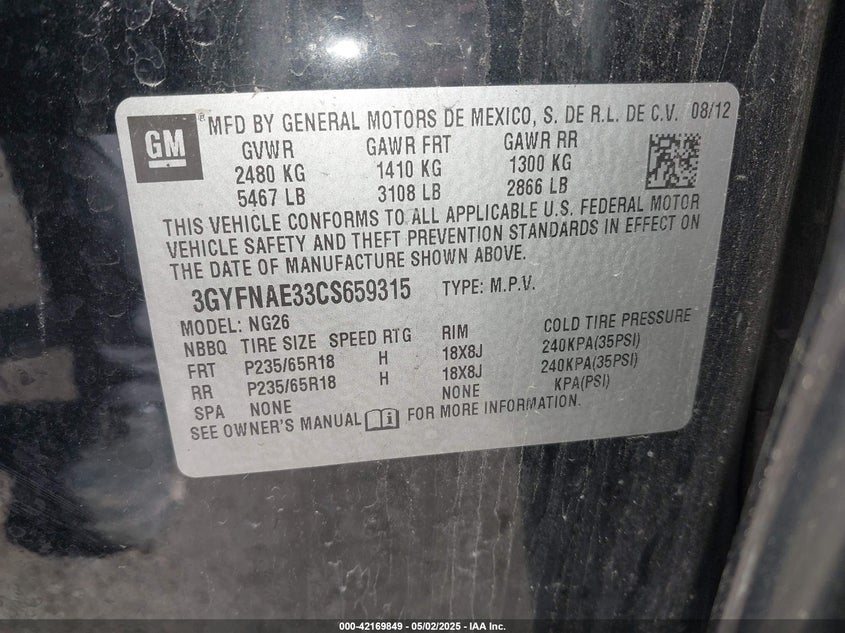 GM ® MFD BY GENERAL MOTORS DE MEXICO, S. DE R.L. DE C.V. 08/12
GVWR GAWR FRT GAWR RR
2480 KG 1410 KG 1300 KG
5467 LB 3108 LB 2866 LB
THIS VEHICLE CONFORMS TO ALL APPLICABLE U.S. FEDERAL MOTOR
VEHICLE SAFETY AND THEFT PREVENTION STANDARDS IN EFFECT ON
THE DATE OF MANUFACTURE SHOWN ABOVE.
3GYFNAE33CS659315 TYPE: M.P.V.
MODEL: NG26
NBBQ TIRE SIZE SPEED RTG RIM COLD TIRE PRESSURE
FRT P235/65R18 H 18X8J 240KPA(35PSI)
RR P235/65R18 H 18X8J 240KPA(35PSI)
SPA NONE NONE KPA(PSI)
SEE OWNER'S MANUAL FOR MORE INFORMATION.
000-42169849 - 05/02/2025 - IAA Inc.